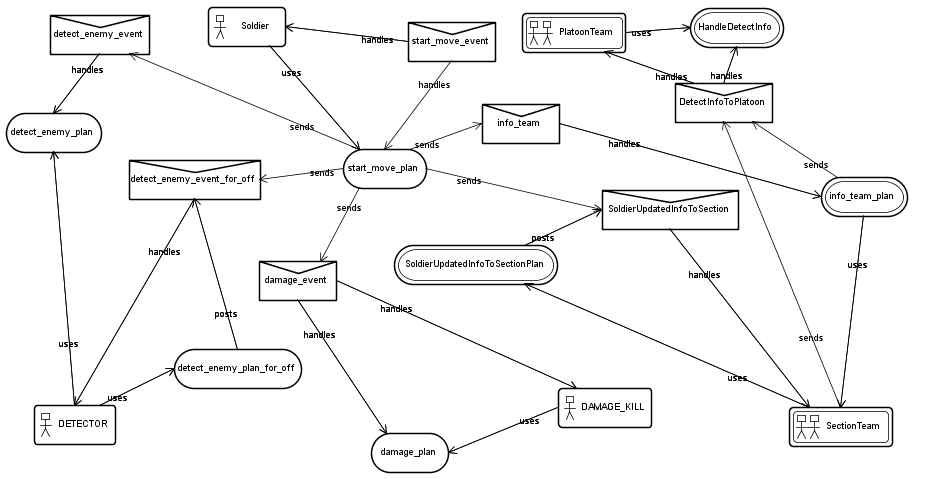 Soldier
HandleDetectInfo
detect_enemy_event
PlatoonTeam
uses
handles
start_move_event
handles
uses
handles
handles
handles
DetectInfoToPlatoon
info_team
sends
detect_enemy_plan
sends
handles
start_move_plan
sends
sends
detect_enemy_event_for_off
sends
info_team_plan
sends
SoldierUpdatedInfoToSection
posts
handles
SoldierUpdatedInfoToSectionPlan
uses
damage_event
handles
handles
posts
handles
sends
uses
detect_enemy_plan_for_off
uses
uses
DAMAGE_KILL
DETECTOR
uses
SectionTeam
damage_plan